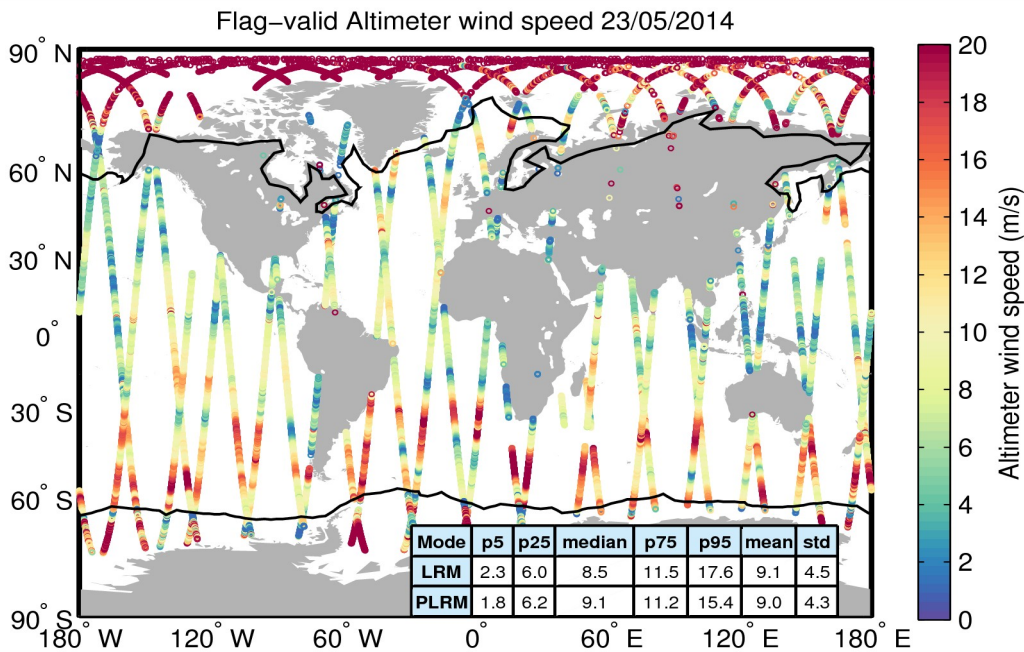 Flag−valid Altimeter wind speed 23/05/2014
90° N
60° N
30° N
0°
30° S
60° S
90° S
180° W
120° W
60° W
0°
60° E
120° E
180° E
Mode p5 p25 median p75 p95 mean std
LRM 2.3 6.0 8.5 11.5 17.6 9.1 4.5
PLRM 1.8 6.2 9.1 11.2 15.4 9.0 4.3
20
18
16
14
12
10
8
6
4
2
0
Altimeter wind speed (m/s)